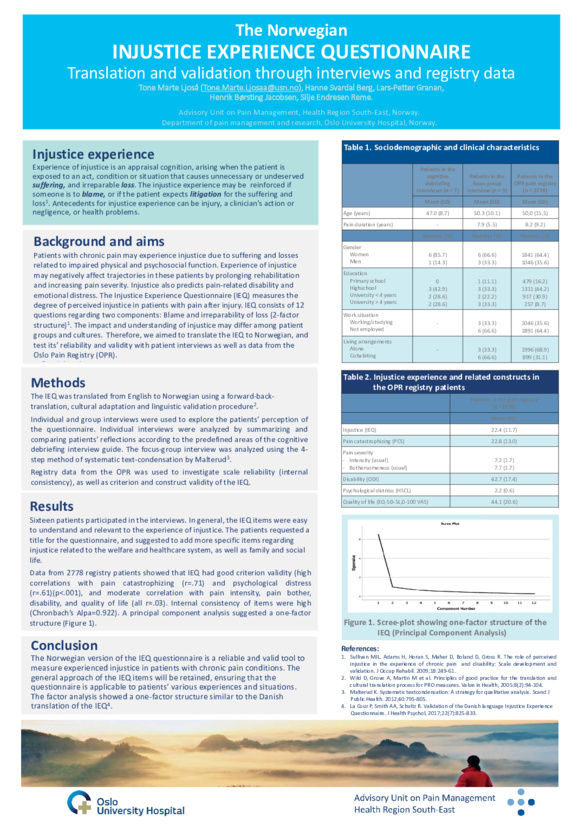 The Norwegian
INJUSTICE EXPERIENCE QUESTIONNAIRE
Translation and validation through interviews and registry data
Tone Marte Ljoså (Tone.Marte.Ljosaa@usn.no), Hanne Svardal Berg, Lars-Petter Granan,
Henrik Børsting Jacobsen, Silje Endresen Reme.
Advisory Unit on Pain Management, Health Region South-East, Norway.
Department of pain management and research, Oslo University Hospital, Norway.
Injustice experience
Experience of injustice is an appraisal cognition, arising when the patient is
exposed to an act, condition or situation that causes unnecessary or undeserved
suffering, and irreparable loss. The injustice experience may be reinforced if
someone is to blame, or if the patient expects litigation for the suffering and
loss¹. Antecedents for injustice experience can be injury, a clinician's action or
negligence, or health problems.
Background and aims
Patients with chronic pain may experience injustice due to suffering and losses
related to impaired physical and psychosocial function. Experience of injustice
may negatively affect trajectories in these patients by prolonging rehabilitation
and increasing pain severity. Injustice also predicts pain-related disability and
emotional distress. The Injustice Experience Questionnaire (IEQ) measures the
degree of perceived injustice in patients with pain after injury. IEQ consists of 12
questions regarding two components: Blame and irreparability of loss (2-factor
structure)¹. The impact and understanding of injustice may differ among patient
groups and cultures. Therefore, we aimed to translate the IEQ to Norwegian, and
test its' reliability and validity with patient interviews as well as data from the
Oslo Pain Registry (OPR).
Methods
The IEQ was translated from English to Norwegian using a forward-back-
translation, cultural adaptation and linguistic validation procedure².
Individual and group interviews were used to explore the patients' perception of
the questionnaire. Individual interviews were analyzed by summarizing and
comparing patients' reflections according to the predefined areas of the cognitive
debriefing interview guide. The focus-group interview was analyzed using the 4-
step method of systematic text-condensation by Malterud³.
Registry data from the OPR was used to investigate scale reliability (internal
consistency), as well as criterion and construct validity of the IEQ.
Results
Sixteen patients participated in the interviews. In general, the IEQ items were easy
to understand and relevant to the experience of injustice. The patients requested a
title for the questionnaire, and suggested to add more specific items regarding
injustice related to the welfare and healthcare system, as well as family and social
life.
Data from 2778 registry patients showed that IEQ had good criterion validity (high
correlations with pain catastrophizing (r=.71) and psychological distress
(r=.61)(p<.001), and moderate correlation with pain intensity, pain bother,
disability, and quality of life (all r=.03). Internal consistency of items were high
(Chronbach's Alpa=0.922). A principal component analysis suggested a one-factor
structure (Figure 1).
Conclusion
The Norwegian version of the IEQ questionnaire is a reliable and valid tool to
measure experienced injustice in patients with chronic pain conditions. The
general approach of the IEQ items will be retained, ensuring that the
questionnaire is applicable to patients' various experiences and situations.
The factor analysis showed a one-factor structure similar to the Danish
translation of the IEQ⁴.
Table 1. Sociodemographic and clinical characteristics
Patients in the cognitive debriefing interviews (n = 7) Patients in the focus group interview (n = 9) Patients in the OPR pain registry (n = 2778)
Mean (SD) Mean (SD) Mean (SD)
Age (years) 47.0 (8,7) 50.3 (10.1) 50,0 (15,5)
Pain duration (years) - 7.9 (5.5) 8.2 (9.2)
Gender
Women 6 (85.7) 6 (66.6) 1841 (64.4)
Men 1 (14.3) 3 (33.3) 1046 (35.6)
Education
Primary school 0 1 (11.1) 479 (16.2)
High school 3 (42.9) 3 (33.3) 1311 (44.2)
University < 4 years 2 (28.6) 2 (22.2) 917 (30.9)
University > 4 years 2 (28.6) 3 (33.3) 257 (8.7)
Work situation
Working/studying - 3 (33.3) 1046 (35.6)
Not employed 6 (66.6) 1891 (64.4)
Living arrangements
- Alone - 3 (33.3) 1996 (68.9)
- Cohabiting 6 (66.6) 899 (31.1)
Table 2. Injustice experience and related constructs in
the OPR registry patients
Mean (SD)
Injustice (IEQ) 22.4 (11.7)
Pain catastrophizing (PCS) 22.8 (13.0)
Pain severity
- Intensity (usual) 7.2 (1.7)
- Bothersomeness (usual) 7.7 (1.7)
Disability (ODI) 42.7 (17.4)
Psychological distress (HSCL) 2.2 (0.6)
Quality of life (EQ-5D-5L,0-100 VAS) 44.1 (20.6)
Scree Plot
Eigenvalue
6
4
2
0
1 2 3 4 5 6 7 8 9 10 11 12
Component Number
Figure 1. Scree-plot showing one-factor structure of the
IEQ (Principal Component Analysis)
References:
1. Sullivan MJL, Adams H, Horan S, Maher D, Boland D, Gross R. The role of perceived
injustice in the experience of chronic pain and disability: Scale development and
validation. J Occup Rehabil. 2009;18:249-61.
2. Wild D, Grove A, Martin M et al. Principles of good practice for the translation and
cultural translation process for PRO measures. Value in Health; 2005:8(2):94-104.
3. Malterud K. Systematic text condensation: A strategy for qualitative analysis. Scand J
Public Health. 2012;40:795-805.
4. La Cour P, Smith AA, Schultz R. Validation of the Danish language Injustice Experience
Questionnaire. J Health Psychol, 2017;22(7):825-833.
Oslo
University Hospital
Advisory Unit on Pain Management
Health Region South-East